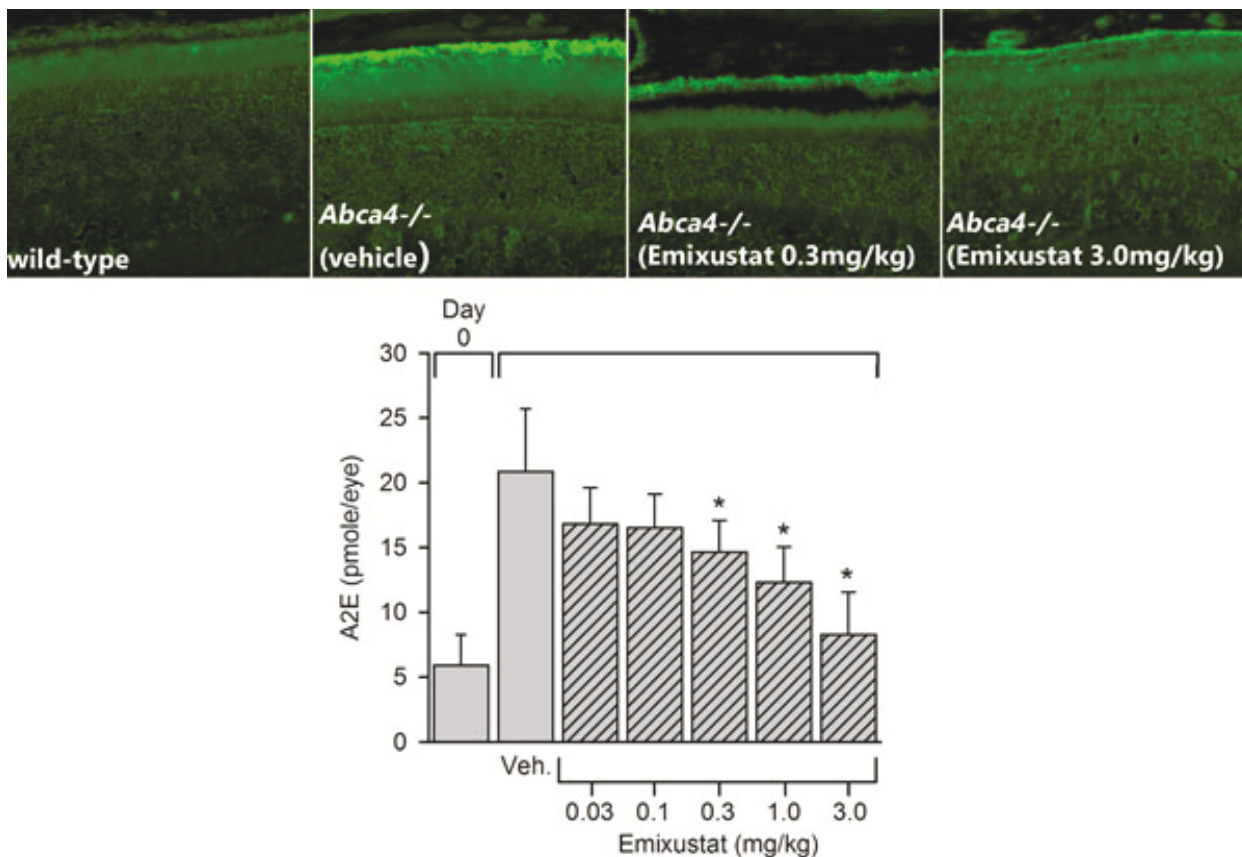 wild-type
Abca4-/-
(vehicle)
Abca4-/-
(Emixustat 0.3mg/kg)
Abca4-/-
(Emixustat 3.0mg/kg)
Day
0
30
25
20
15
10
5
0
A2E (pmole/eye)
*
*
*
Veh.
0.03 0.1 0.3 1.0 3.0
Emixustat (mg/kg)